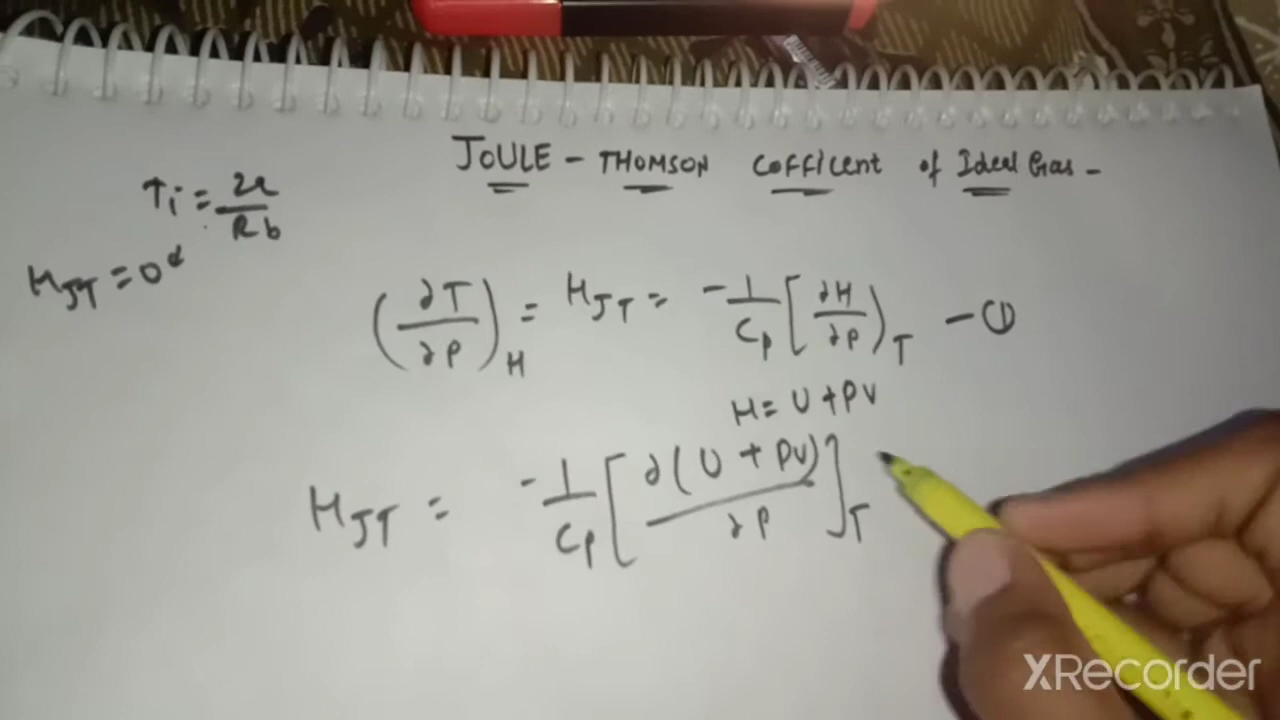 JOULE - THOMSON COFFICENT of Ideal Gas -
Ti = 2a / Rb
μJT = 0
(∂T/∂P)H = μJT = -1/Cp [∂H/∂P]T - ①
H = U + PV
μJT = -1/Cp [∂(U + PV)/∂P]T
XRecorder